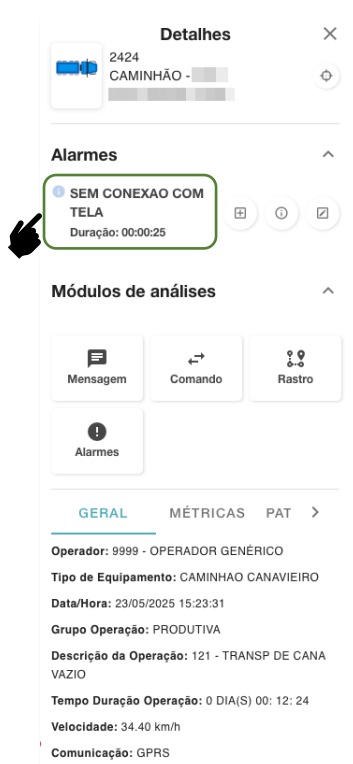 Detalhes
2424
CAMINHÃO -
Alarmes
SEM CONEXAO COM
TELA
Duração: 00:00:25
Módulos de análises
Mensagem
Comando
Rastro
Alarmes
GERAL
MÉTRICAS
PAT
Operador: 9999 - OPERADOR GENÉRICO
Tipo de Equipamento: CAMINHAO CANAVIEIRO
Data/Hora: 23/05/2025 15:23:31
Grupo Operação: PRODUTIVA
Descrição da Operação: 121 - TRANSP DE CANA
VAZIO
Tempo Duração Operação: 0 DIA(S) 00: 12: 24
Velocidade: 34.40 km/h
Comunicação: GPRS